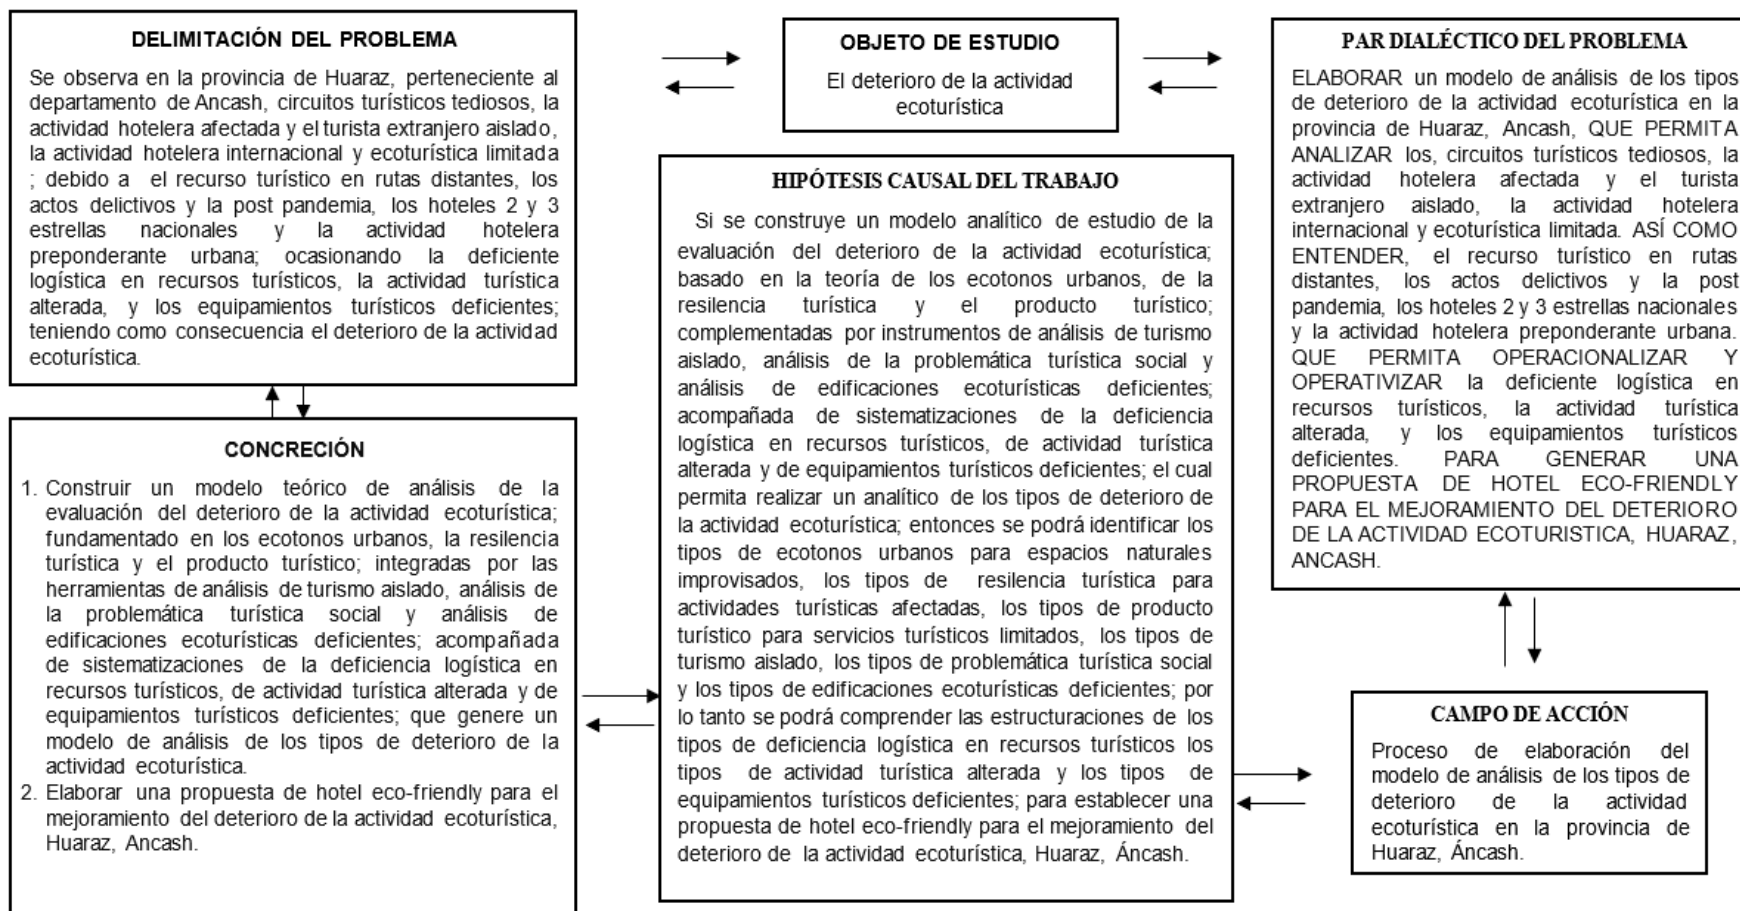 DELIMITACIÓN DEL PROBLEMA
Se observa en la provincia de Huaraz, perteneciente al
departamento de Ancash, circuitos turísticos tediosos, la
actividad hotelera afectada y el turista extranjero aislado,
la actividad hotelera internacional y ecoturística limitada
; debido a el recurso turístico en rutas distantes, los
actos delictivos y la post pandemia, los hoteles 2 y 3
estrellas nacionales y la actividad hotelera
preponderante urbana; ocasionando la deficiente
logística en recursos turísticos, la actividad turística
alterada, y los equipamientos turísticos deficientes;
teniendo como consecuencia el deterioro de la actividad
ecoturística.
CONCRECIÓN
1. Construir un modelo teórico de análisis de la
evaluación del deterioro de la actividad ecoturística;
fundamentado en los ecotonos urbanos, la resilencia
turística y el producto turístico; integradas por las
herramientas de análisis de turismo aislado, análisis de
la problemática turística social y análisis de
edificaciones ecoturísticas deficientes; acompañada
de sistematizaciones de la deficiencia logística en
recursos turísticos, de actividad turística alterada y de
equipamientos turísticos deficientes; que genere un
modelo de análisis de los tipos de deterioro de la
actividad ecoturística.
2. Elaborar una propuesta de hotel eco-friendly para el
mejoramiento del deterioro de la actividad ecoturística,
Huaraz, Ancash.
OBJETO DE ESTUDIO
El deterioro de la actividad
ecoturística
HIPÓTESIS CAUSAL DEL TRABAJO
Si se construye un modelo analítico de estudio de la
evaluación del deterioro de la actividad ecoturística;
basado en la teoría de los ecotonos urbanos, de la
resilencia turística y el producto turístico;
complementadas por instrumentos de análisis de turismo
aislado, análisis de la problemática turística social y
análisis de edificaciones ecoturísticas deficientes;
acompañada de sistematizaciones de la deficiencia
logística en recursos turísticos, de actividad turística
alterada y de equipamientos turísticos deficientes; el cual
permita realizar un analítico de los tipos de deterioro de
la actividad ecoturística; entonces se podrá identificar los
tipos de ecotonos urbanos para espacios naturales
improvisados, los tipos de resilencia turística para
actividades turísticas afectadas, los tipos de producto
turístico para servicios turísticos limitados, los tipos de
turismo aislado, los tipos de problemática turística social
y los tipos de edificaciones ecoturísticas deficientes; por
lo tanto se podrá comprender las estructuraciones de los
tipos de deficiencia logística en recursos turísticos los
tipos de actividad turística alterada y los tipos de
equipamientos turísticos deficientes; para establecer una
propuesta de hotel eco-friendly para el mejoramiento del
deterioro de la actividad ecoturística, Huaraz, Áncash.
PAR DIALÉCTICO DEL PROBLEMA
ELABORAR un modelo de análisis de los tipos
de deterioro de la actividad ecoturística en la
provincia de Huaraz, Ancash, QUE PERMITA
ANALIZAR los, circuitos turísticos tediosos, la
actividad hotelera afectada y el turista
extranjero aislado, la actividad hotelera
internacional y ecoturística limitada. ASÍ COMO
ENTENDER, el recurso turístico en rutas
distantes, los actos delictivos y la post
pandemia, los hoteles 2 y 3 estrellas nacionales
y la actividad hotelera preponderante urbana.
QUE PERMITA OPERACIONALIZAR Y
OPERATIVIZAR la deficiente logística en
recursos turísticos, la actividad turística
alterada, y los equipamientos turísticos
deficientes. PARA GENERAR UNA
PROPUESTA DE HOTEL ECO-FRIENDLY
PARA EL MEJORAMIENTO DEL DETERIORO
DE LA ACTIVIDAD ECOTURISTICA, HUARAZ,
ANCASH.
CAMPO DE ACCIÓN
Proceso de elaboración del
modelo de análisis de los tipos de
deterioro de la actividad
ecoturística en la provincia de
Huaraz, Áncash.